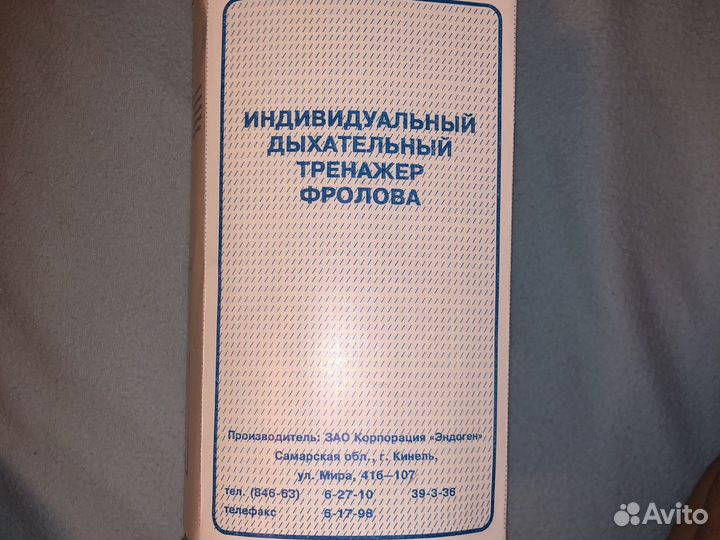 ИНДИВИДУАЛЬНЫЙ
ДЫХАТЕЛЬНЫЙ
ТРЕНАЖЕР
ФРОЛОВА
Производитель: ЗАО Корпорация «Эндоген»
Самарская обл., г. Кинель,
ул. Мира, 41б—107
тел. (846-63) 6-27-10 39-3-36
телефакс 6-17-98
Avito